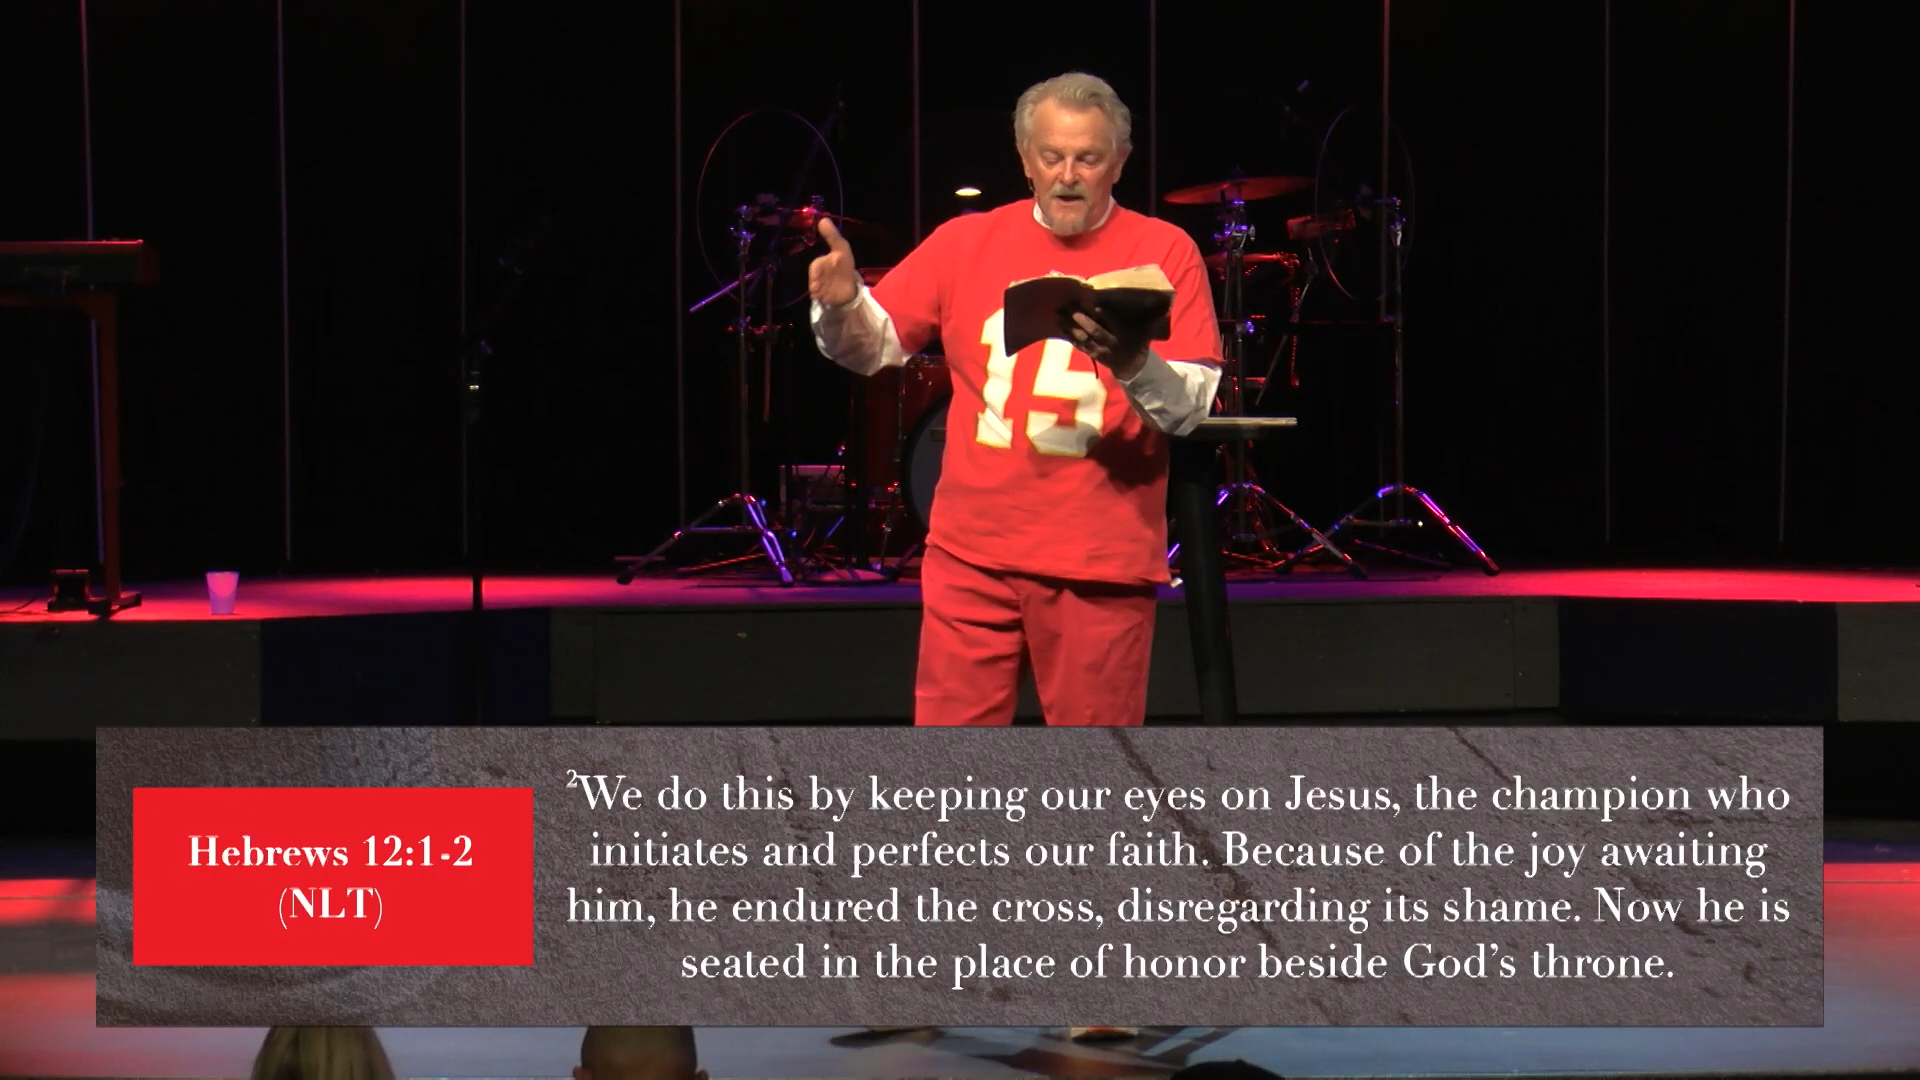 15
Hebrews 12:1-2
(NLT)
²We do this by keeping our eyes on Jesus, the champion who
initiates and perfects our faith. Because of the joy awaiting
him, he endured the cross, disregarding its shame. Now he is
seated in the place of honor beside God’s throne.